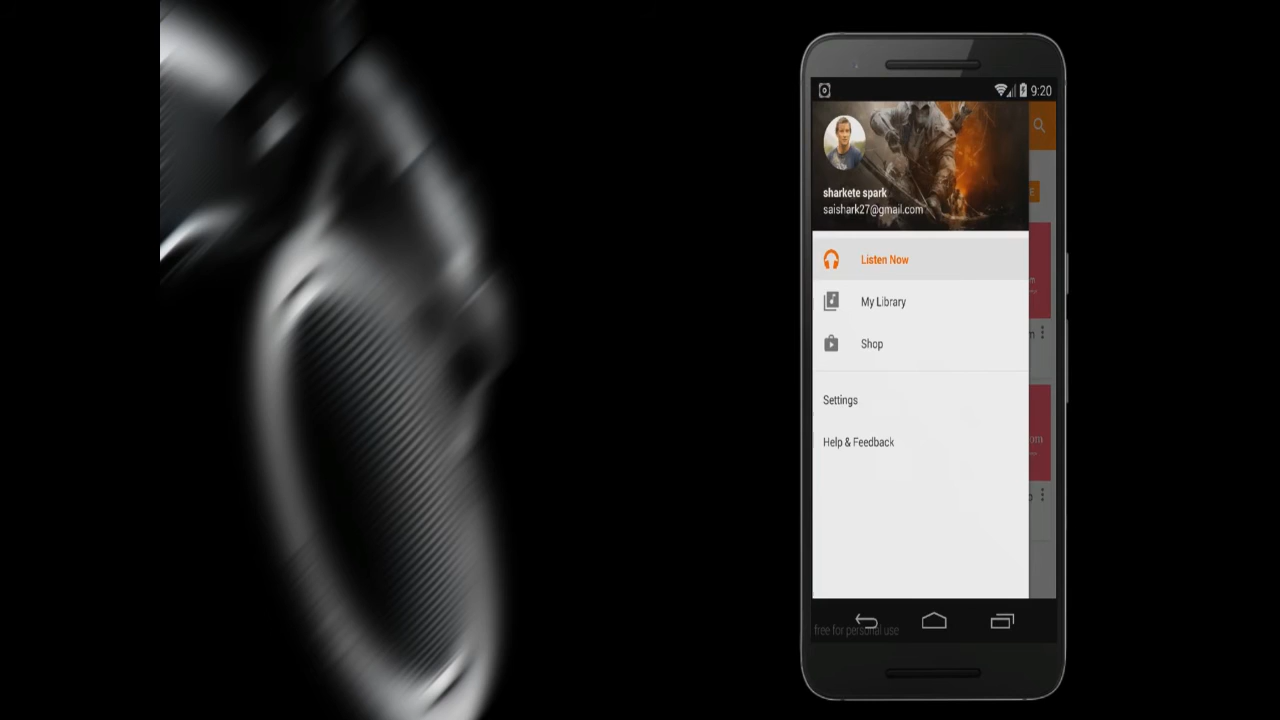 9:20
sharkete spark
saishark27@gmail.com
Listen Now
My Library
Shop
Settings
Help & Feedback
om
free for personal use